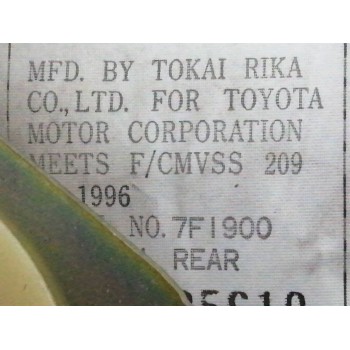 MFD. BY TOKAI RIKA
CO.,LTD. FOR TOYOTA
MOTOR CORPORATION
MEETS F/CMVSS 209
1996
NO.7F1900
REAR